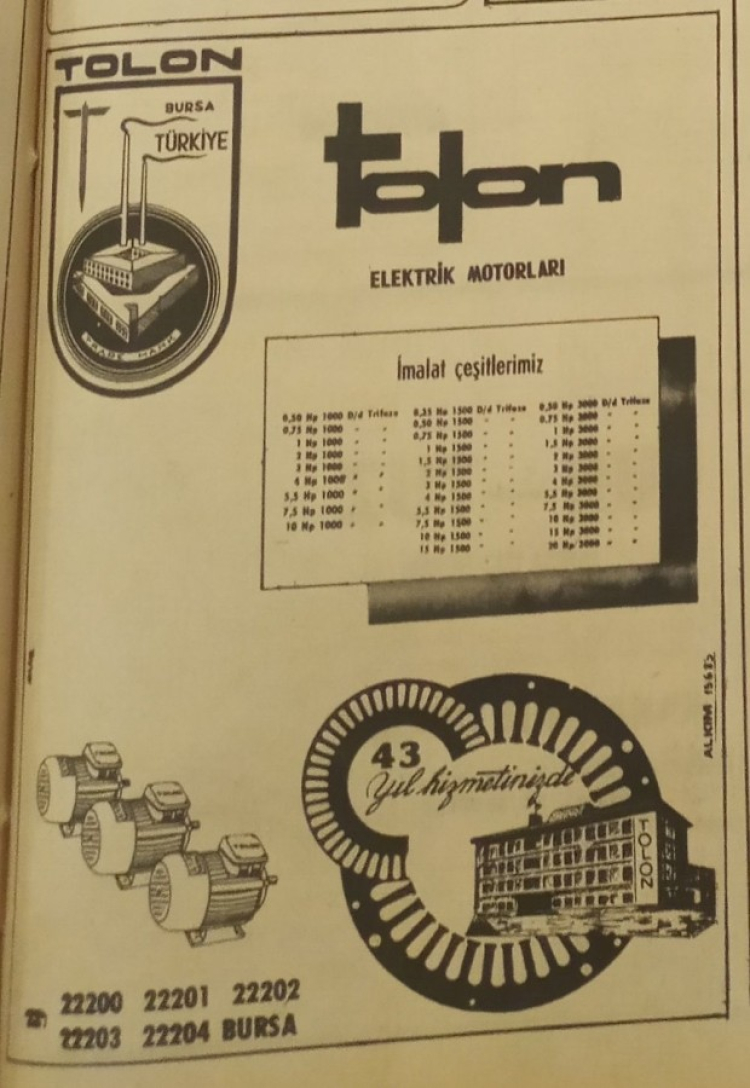 TOLON
BURSA
TÜRKİYE
TRADE MARK
tolon
ELEKTRİK MOTORLARI
İmalat çeşitlerimiz
0,50 Hp 1000 D/d Trifaze
0,75 Hp 1000 " "
1 Hp 1000 " "
2 Hp 1000 " "
3 Hp 1000 " "
4 Hp 1000 " "
5,5 Hp 1000 " "
7,5 Hp 1000 " "
10 Hp 1000 " "
0,35 Hp 1500 D/d Trifaze
0,50 Hp 1500 " "
0,75 Hp 1500 " "
1 Hp 1500 " "
1,5 Hp 1500 " "
2 Hp 1500 " "
3 Hp 1500 " "
4 Hp 1500 " "
5,5 Hp 1500 " "
7,5 Hp 1500 " "
10 Hp 1500 " "
15 Hp 1500 " "
0,50 Hp 3000 D/d Trifaze
0,75 Hp 3000 " "
1 Hp 3000 " "
1,5 Hp 3000 " "
2 Hp 3000 " "
3 Hp 3000 " "
4 Hp 3000 " "
5,5 Hp 3000 " "
7,5 Hp 3000 " "
10 Hp 3000 " "
15 Hp 3000 " "
20 Hp 3000 " "
43
Yıl hizmetinizde
TOLON
TOLON
TOLON
TOLON
22200 22201 22202
22203 22204 BURSA
ALKIM